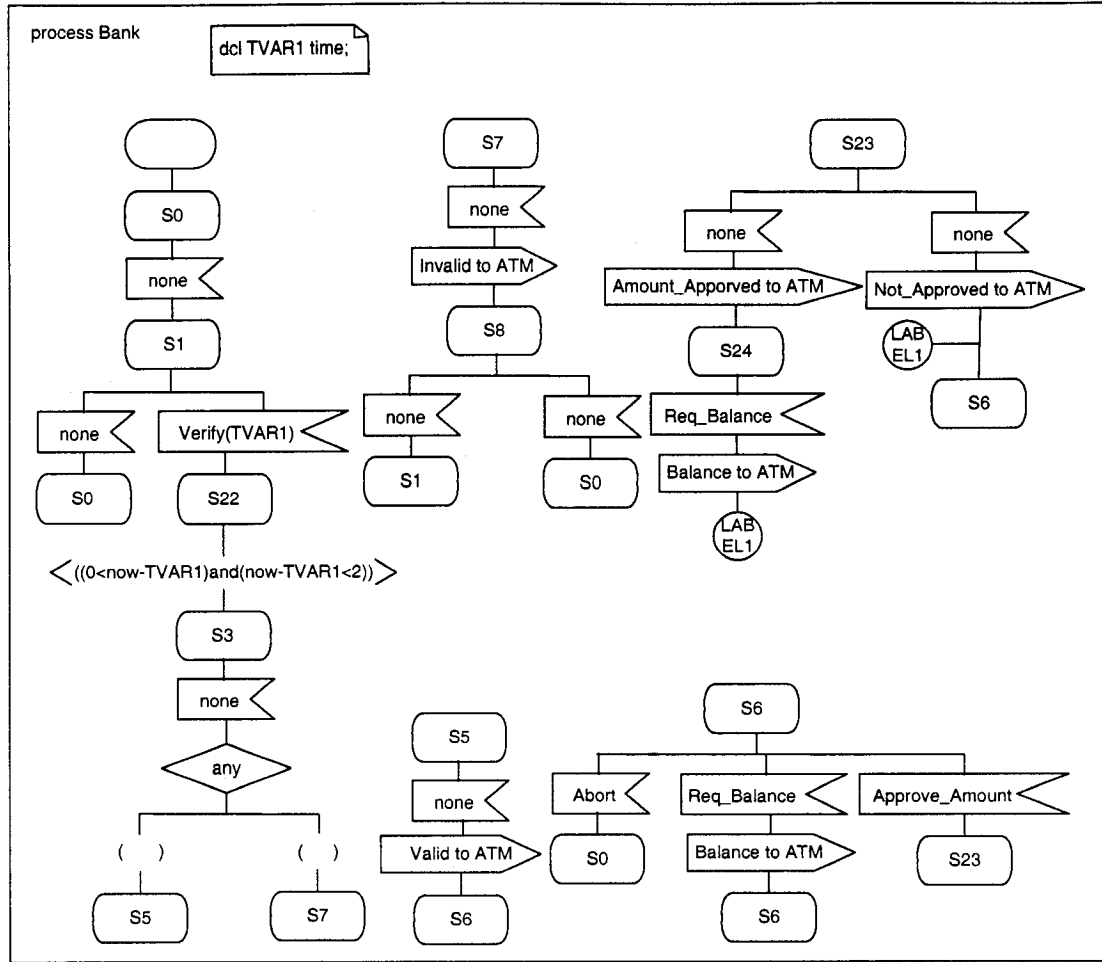 process Bank
dcl TVAR1 time;
S0
none
S1
none
Verify(TVAR1)
S0
S22
((0<now-TVAR1)and(now-TVAR1<2))
S3
none
any
( )
( )
S5
S7
S7
none
Invalid to ATM
S8
none
none
S1
S0
S23
none
none
Amount_Apporved to ATM
Not_Approved to ATM
S24
LAB
EL1
Req_Balance
S6
Balance to ATM
LAB
EL1
S5
none
Valid to ATM
S6
S6
Abort
Req_Balance
Approve_Amount
S0
Balance to ATM
S23
S6